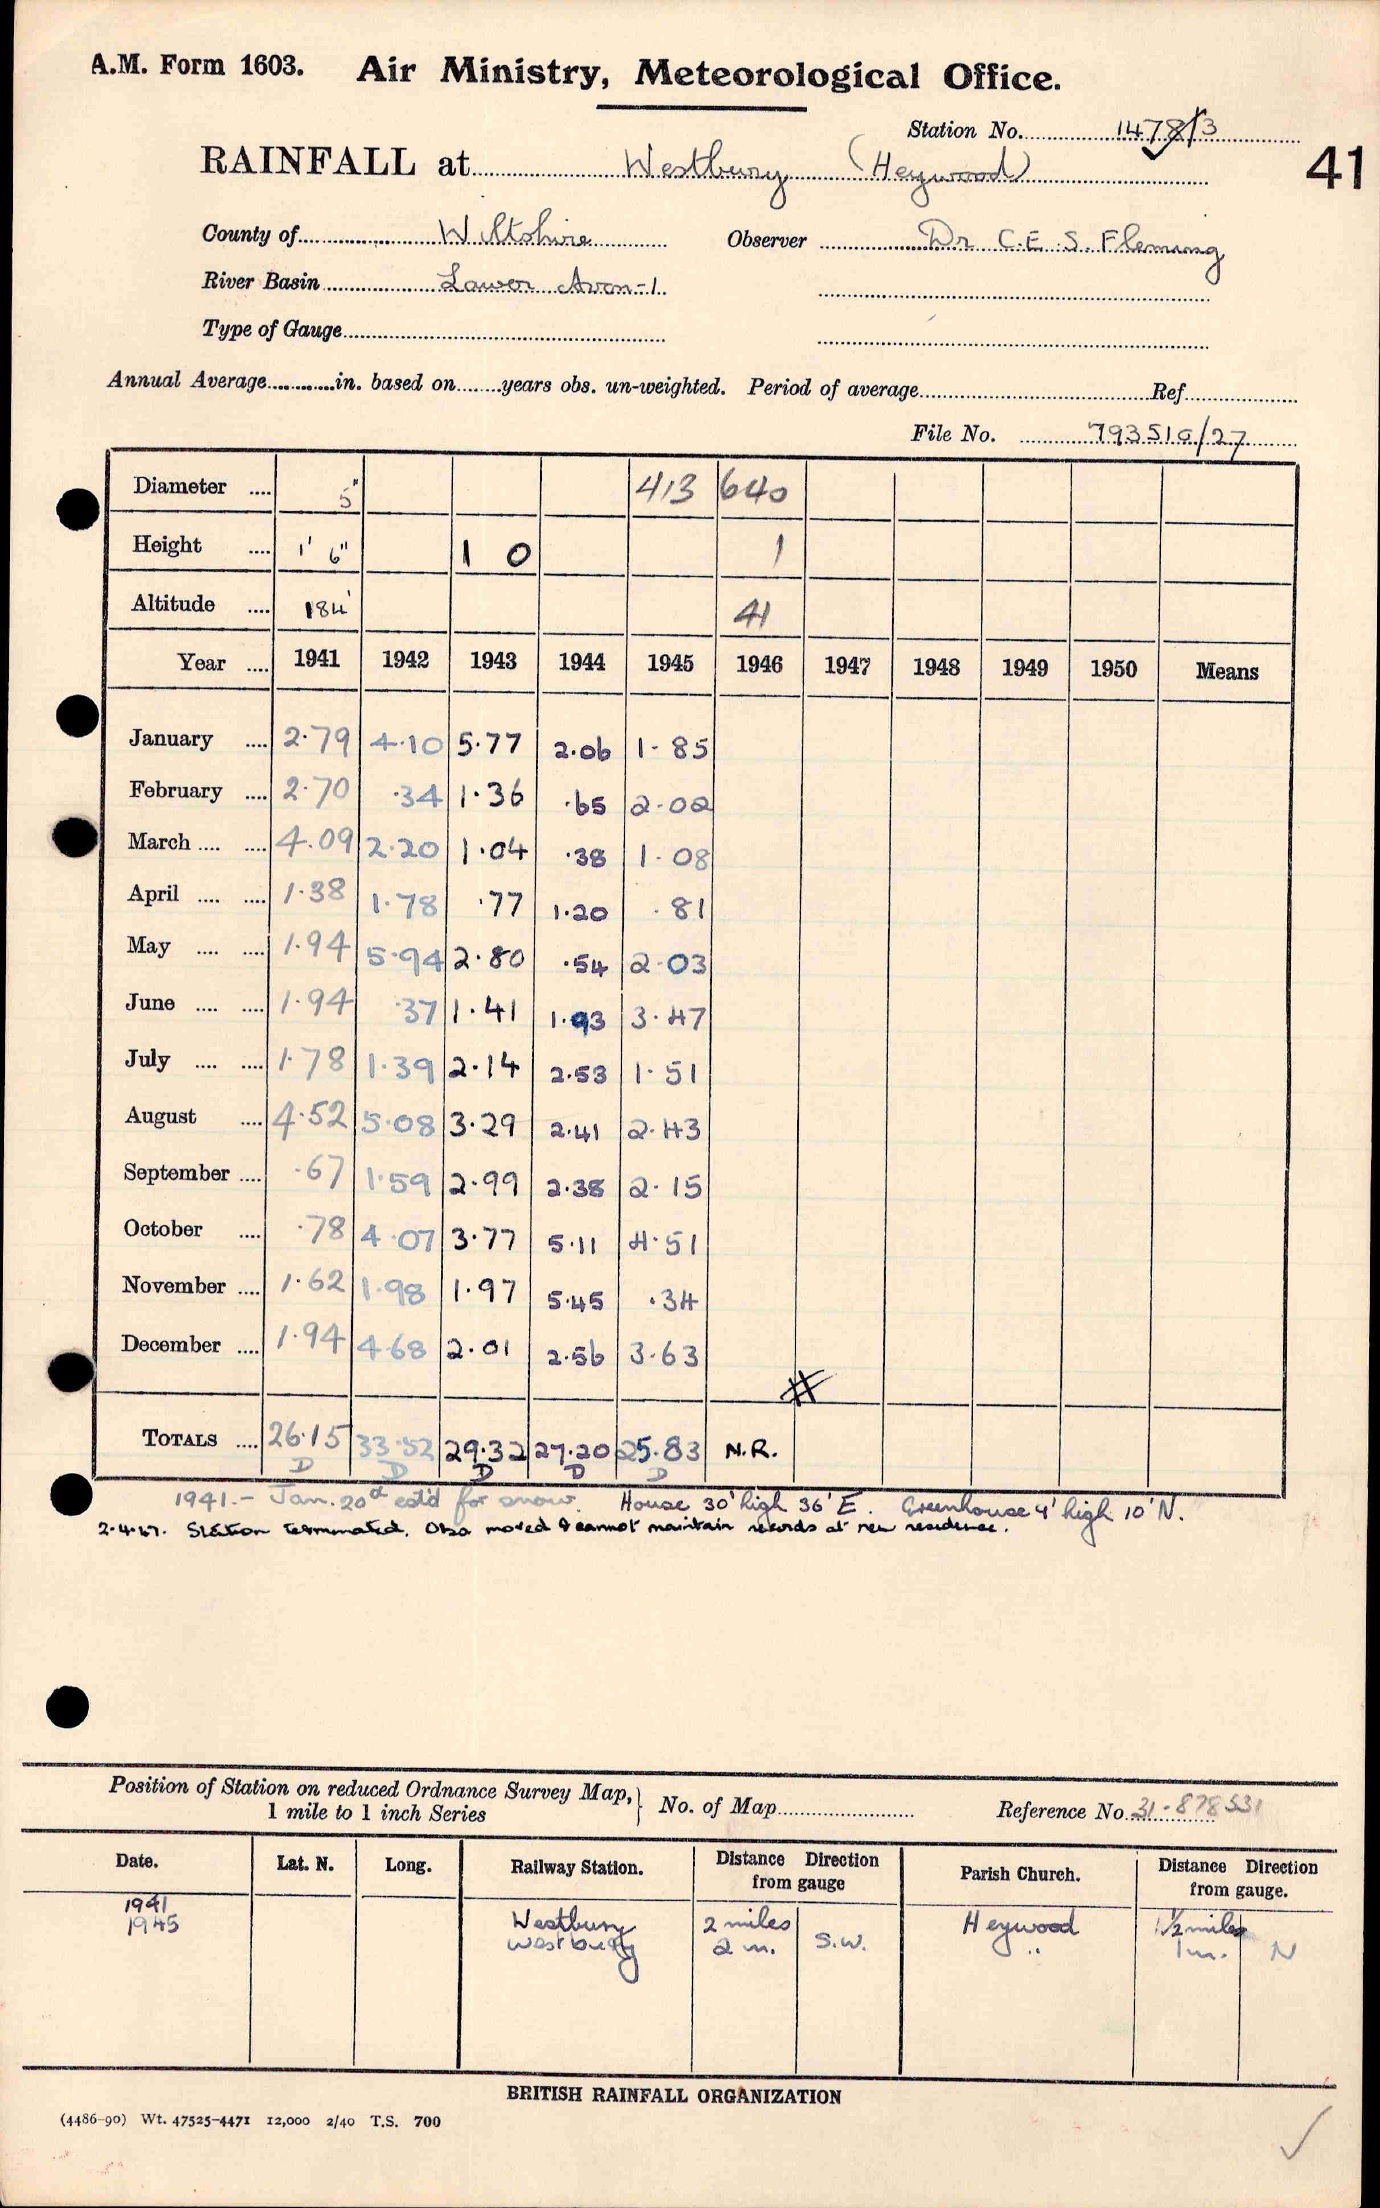 A.M. Form 1603. Air Ministry, Meteorological Office.
Station No. 1478/3
41
RAINFALL at Westbury (Heywood)
County of Wiltshire Observer Dr C.E.S. Fleming
River Basin Lower Avon-1
Type of Gauge
Annual Average in. based on years obs. un-weighted. Period of average Ref
File No. 793510/27
Diameter .... 5" 413 640
Height .... 1' 6" 1 0 1
Altitude .... 184' 41
Year .... 1941 1942 1943 1944 1945 1946 1947 1948 1949 1950 Means
January .... 2.79 4.10 5.77 2.06 1.85
February .... 2.70 .34 1.36 .65 2.02
March .... .... 4.09 2.20 1.04 .38 1.08
April .... .... 1.38 1.78 .77 1.20 .81
May .... .... 1.94 5.94 2.80 .54 2.03
June .... .... 1.94 .37 1.41 1.93 3.47
July .... .... 1.78 1.39 2.14 2.53 1.51
August .... 4.52 5.08 3.29 2.41 2.43
September .... .67 1.59 2.99 2.38 2.15
October .... .78 4.07 3.77 5.11 4.51
November .... 1.62 1.98 1.97 5.45 .34
December .... 1.94 4.68 2.01 2.56 3.63
TOTALS .... 26.15 33.52 29.32 27.20 25.83 N.R.
D D D D D
1941.- Jan. 20d est'd for snow. House 30' high 36' E. Greenhouse 4' high 10' N.
2.4.47. Station terminated. Obsr moved & cannot maintain records at new residence.
Position of Station on reduced Ordnance Survey Map, 1 mile to 1 inch Series No. of Map Reference No. 31-878531
Date. Lat. N. Long. Railway Station. Distance Direction from gauge Parish Church. Distance Direction from gauge.
1941 Westbury 2 miles Heywood 1½ miles
1945 Westbury 2 m. S.W. " 1 m. N
BRITISH RAINFALL ORGANIZATION
(4486-90) Wt. 47525-4471 12,000 2/40 T.S. 700